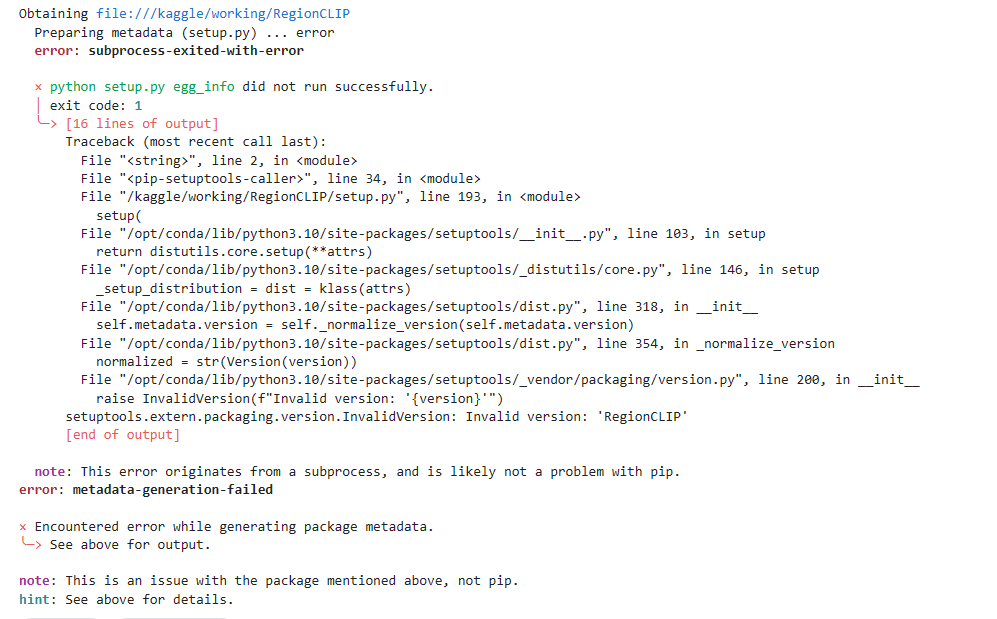 Obtaining file:///kaggle/working/RegionCLIP
Preparing metadata (setup.py) ... error
error: subprocess-exited-with-error
× python setup.py egg_info did not run successfully.
│ exit code: 1
╰─> [16 lines of output]
Traceback (most recent call last):
File "<string>", line 2, in <module>
File "<pip-setuptools-caller>", line 34, in <module>
File "/kaggle/working/RegionCLIP/setup.py", line 193, in <module>
setup(
File "/opt/conda/lib/python3.10/site-packages/setuptools/__init__.py", line 103, in setup
return distutils.core.setup(**attrs)
File "/opt/conda/lib/python3.10/site-packages/setuptools/_distutils/core.py", line 146, in setup
_setup_distribution = dist = klass(attrs)
File "/opt/conda/lib/python3.10/site-packages/setuptools/dist.py", line 318, in __init__
self.metadata.version = self._normalize_version(self.metadata.version)
File "/opt/conda/lib/python3.10/site-packages/setuptools/dist.py", line 354, in _normalize_version
normalized = str(Version(version))
File "/opt/conda/lib/python3.10/site-packages/setuptools/_vendor/packaging/version.py", line 200, in __init__
raise InvalidVersion(f"Invalid version: '{version}'")
setuptools.extern.packaging.version.InvalidVersion: Invalid version: 'RegionCLIP'
[end of output]
note: This error originates from a subprocess, and is likely not a problem with pip.
error: metadata-generation-failed
× Encountered error while generating package metadata.
╰─> See above for output.
note: This is an issue with the package mentioned above, not pip.
hint: See above for details.